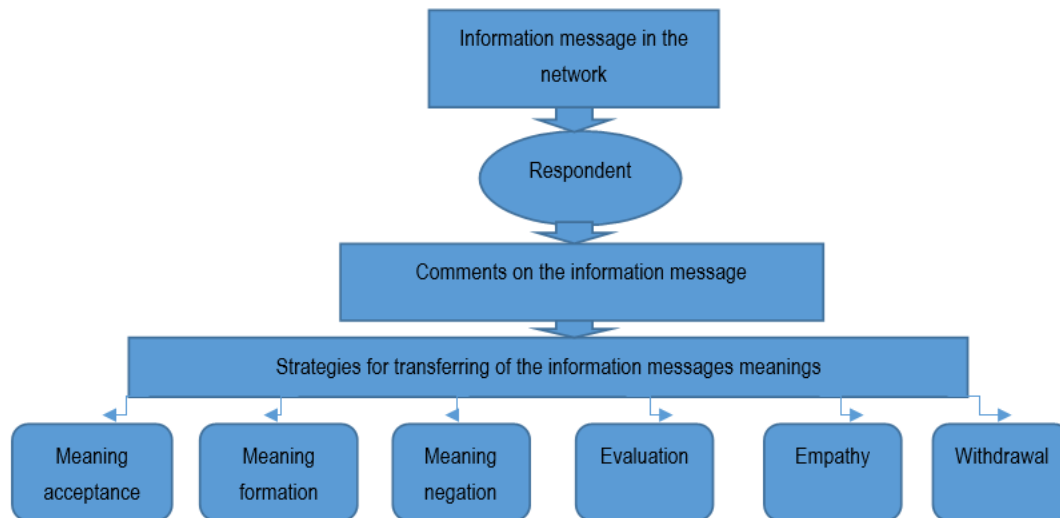 Information message in the
network
Respondent
Comments on the information message
Strategies for transferring of the information messages meanings
Meaning
acceptance
Meaning
formation
Meaning
negation
Evaluation
Empathy
Withdrawal